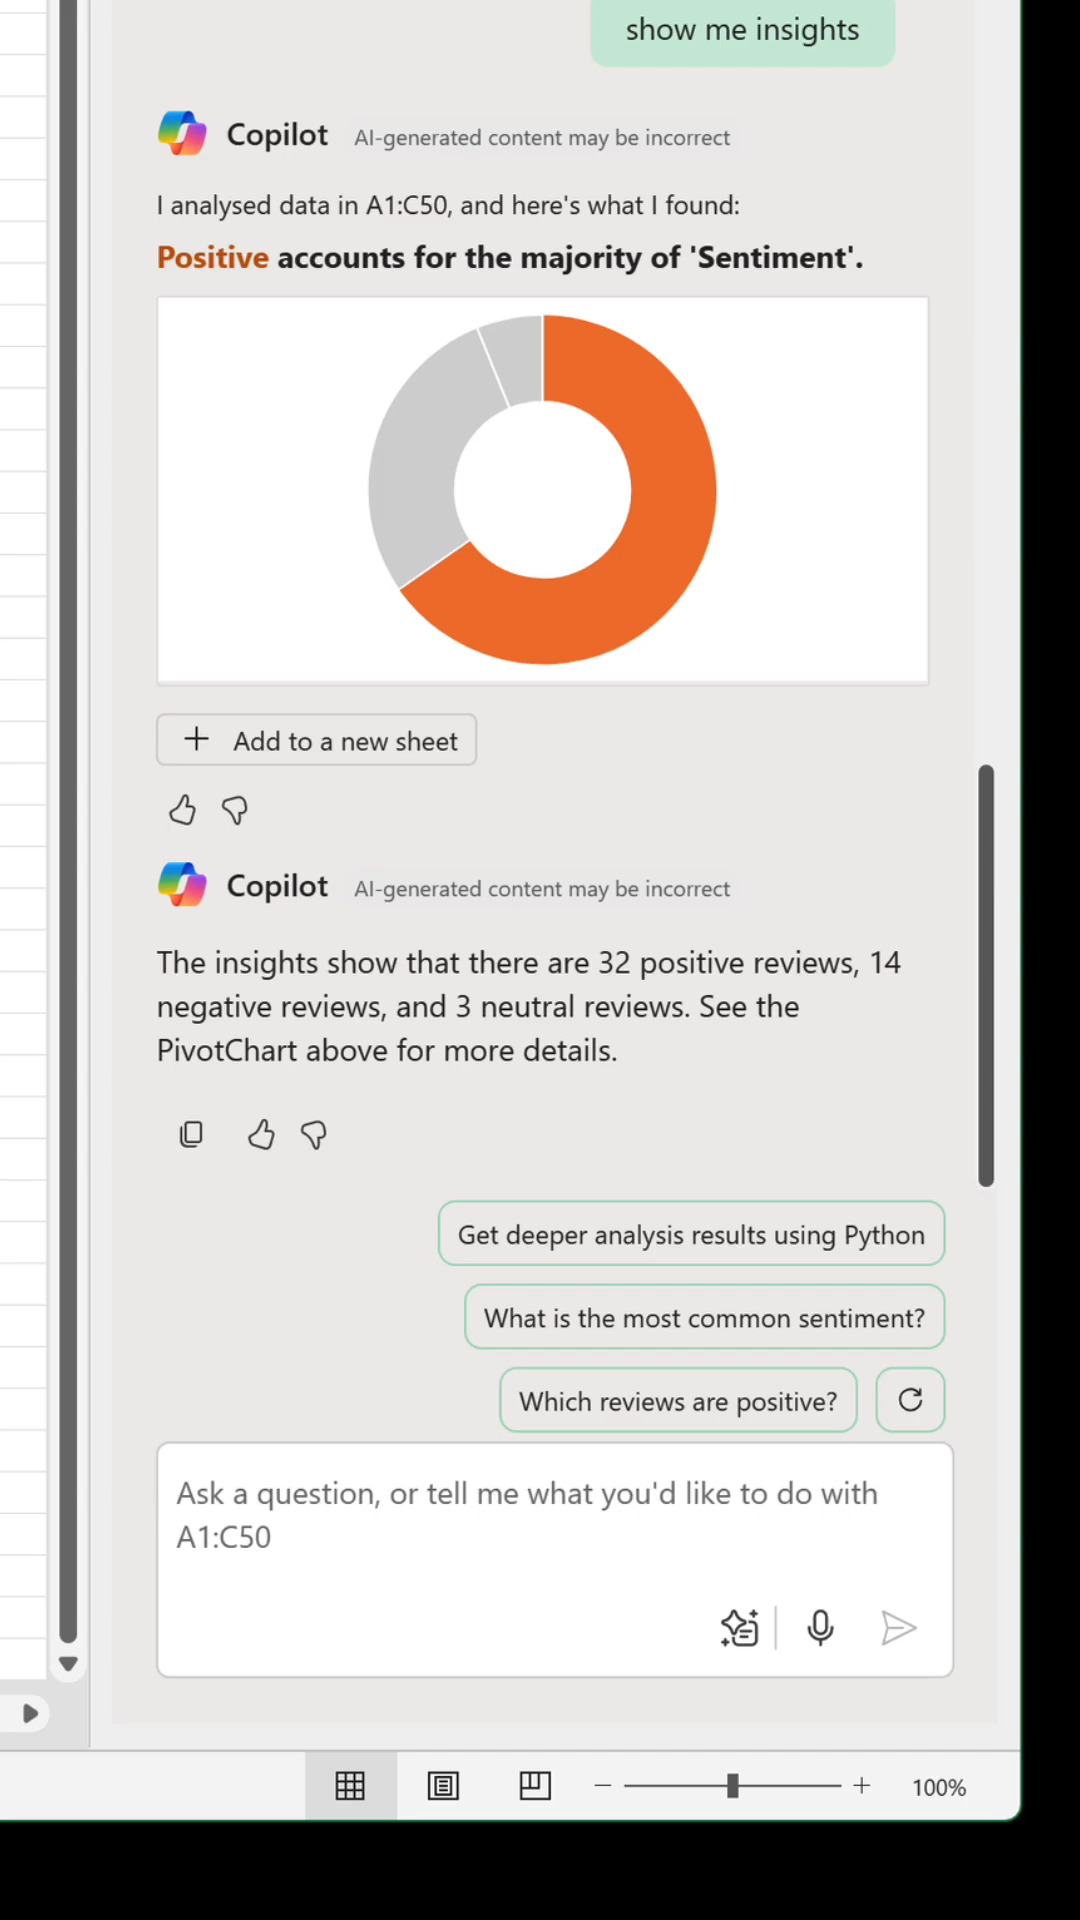 show me insights
Copilot AI-generated content may be incorrect
I analysed data in A1:C50, and here's what I found:
Positive accounts for the majority of 'Sentiment'.
Add to a new sheet
Copilot AI-generated content may be incorrect
The insights show that there are 32 positive reviews, 14
negative reviews, and 3 neutral reviews. See the
PivotChart above for more details.
Get deeper analysis results using Python
What is the most common sentiment?
Which reviews are positive?
Ask a question, or tell me what you'd like to do with
A1:C50
100%